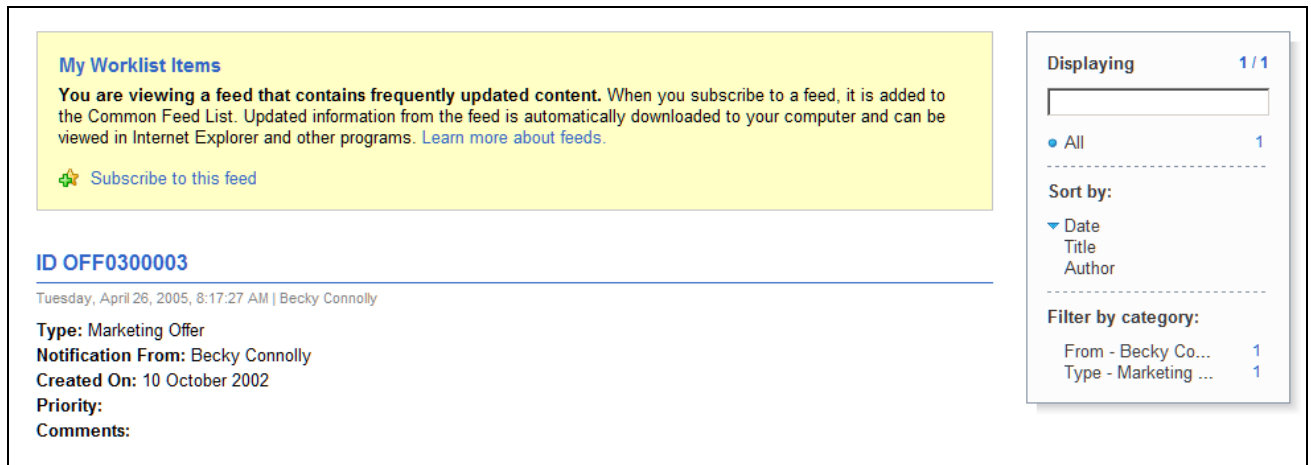 My Worklist Items
You are viewing a feed that contains frequently updated content. When you subscribe to a feed, it is added to
the Common Feed List. Updated information from the feed is automatically downloaded to your computer and can be
viewed in Internet Explorer and other programs. Learn more about feeds.
Subscribe to this feed
ID OFF0300003
Tuesday, April 26, 2005, 8:17:27 AM | Becky Connolly
Type: Marketing Offer
Notification From: Becky Connolly
Created On: 10 October 2002
Priority:
Comments:
Displaying 1 / 1
All 1
Sort by:
Date
Title
Author
Filter by category:
From - Becky Co... 1
Type - Marketing ... 1